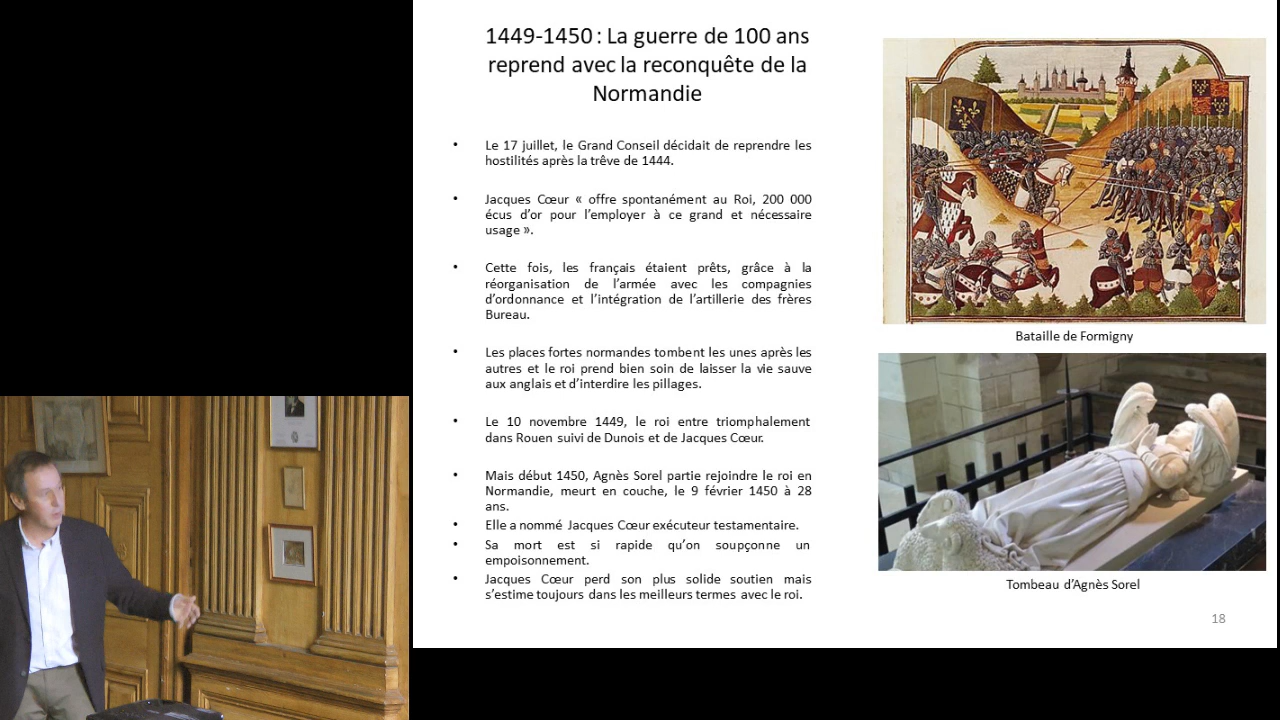 1449-1450 : La guerre de 100 ans
reprend avec la reconquête de la
Normandie
• Le 17 juillet, le Grand Conseil décidait de reprendre les
hostilités après la trêve de 1444.
• Jacques Cœur « offre spontanément au Roi, 200 000
écus d’or pour l’employer à ce grand et nécessaire
usage ».
• Cette fois, les français étaient prêts, grâce à la
réorganisation de l’armée avec les compagnies
d’ordonnance et l’intégration de l’artillerie des frères
Bureau.
• Les places fortes normandes tombent les unes après les
autres et le roi prend bien soin de laisser la vie sauve
aux anglais et d’interdire les pillages.
• Le 10 novembre 1449, le roi entre triomphalement
dans Rouen suivi de Dunois et de Jacques Cœur.
• Mais début 1450, Agnès Sorel partie rejoindre le roi en
Normandie, meurt en couche, le 9 février 1450 à 28
ans.
• Elle a nommé Jacques Cœur exécuteur testamentaire.
• Sa mort est si rapide qu’on soupçonne un
empoisonnement.
• Jacques Cœur perd son plus solide soutien mais
s’estime toujours dans les meilleurs termes avec le roi.
Bataille de Formigny
Tombeau d’Agnès Sorel
18